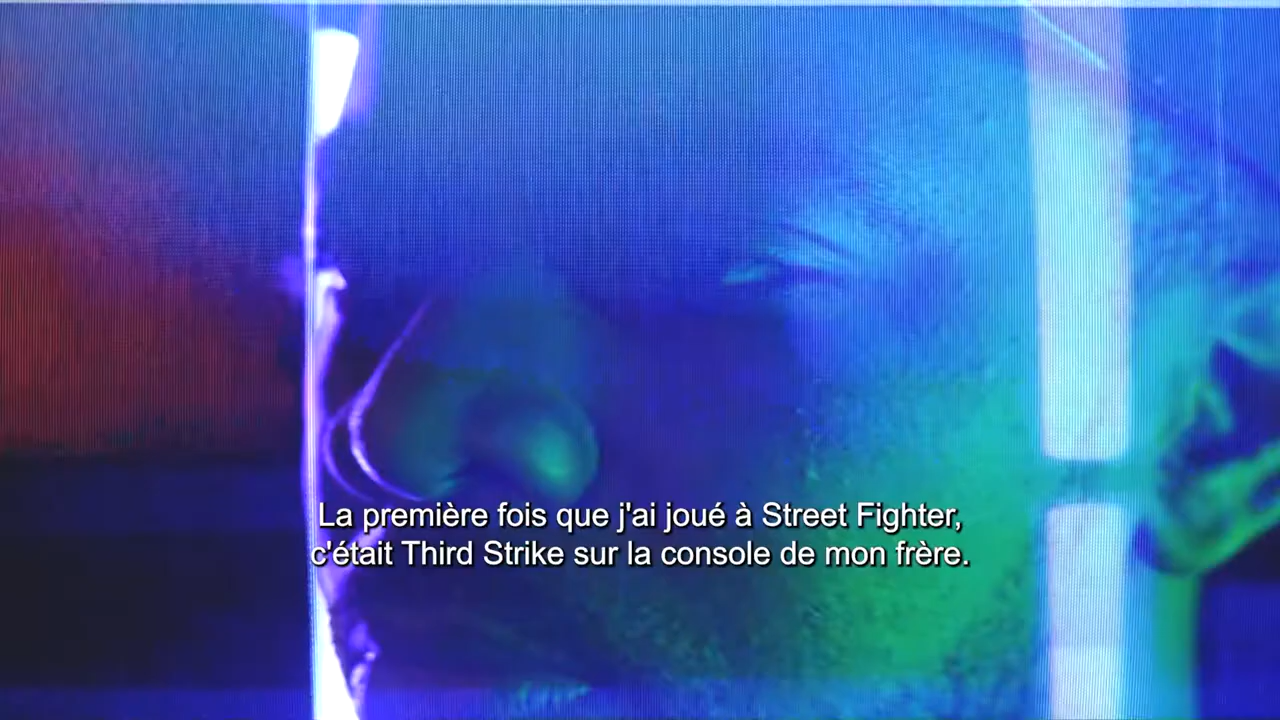 La première fois que j'ai joué à Street Fighter,
c'était Third Strike sur la console de mon frère.